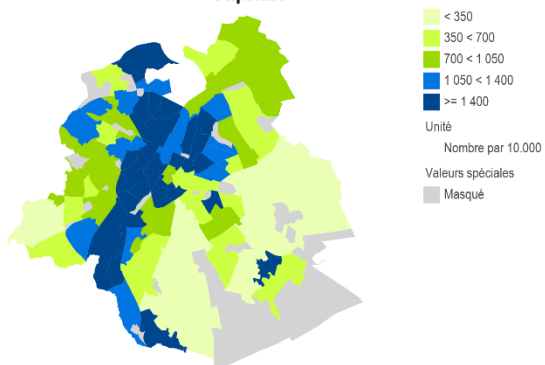 < 350
350 < 700
700 < 1 050
1 050 < 1 400
>= 1 400
Unité
Nombre par 10.000
Valeurs spéciales
Masqué